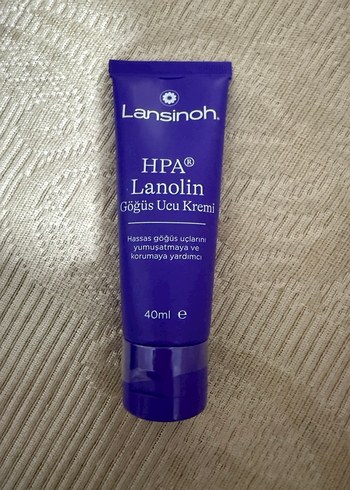 Lansinoh®
HPA®
Lanolin
Göğüs Ucu Kremi
Hassas göğüs uçlarını
yumuşatmaya ve
korumaya yardımcı
40ml ℮